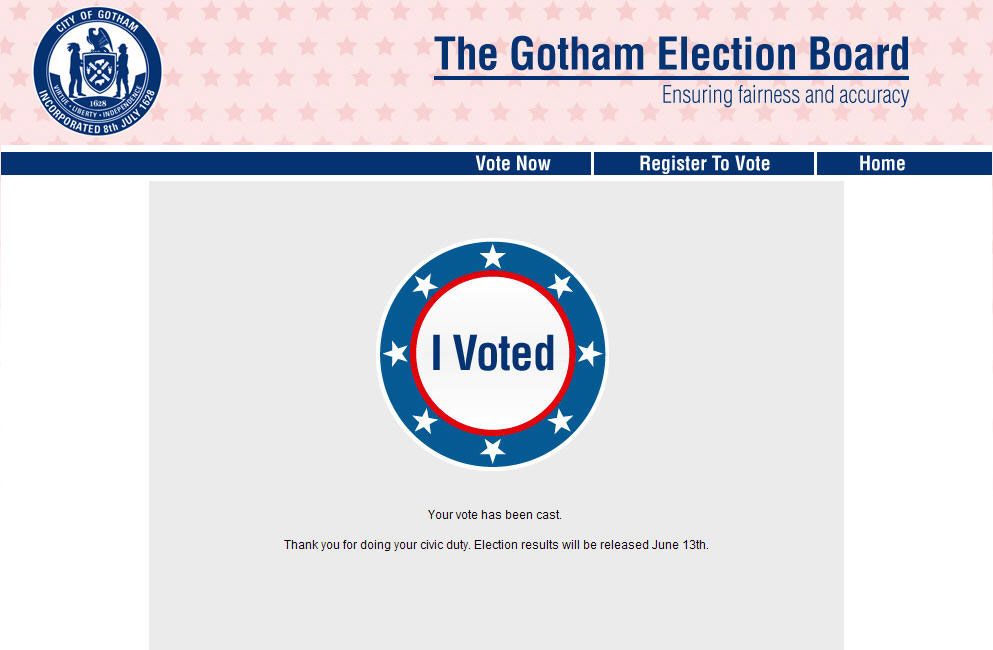 CITY OF GOTHAM
VIRTUE · LIBERTY · INDEPENDENCE
1628
INCORPORATED 8th JULY 1628
The Gotham Election Board
Ensuring fairness and accuracy
Vote Now
Register To Vote
Home
I Voted
Your vote has been cast.
Thank you for doing your civic duty. Election results will be released June 13th.